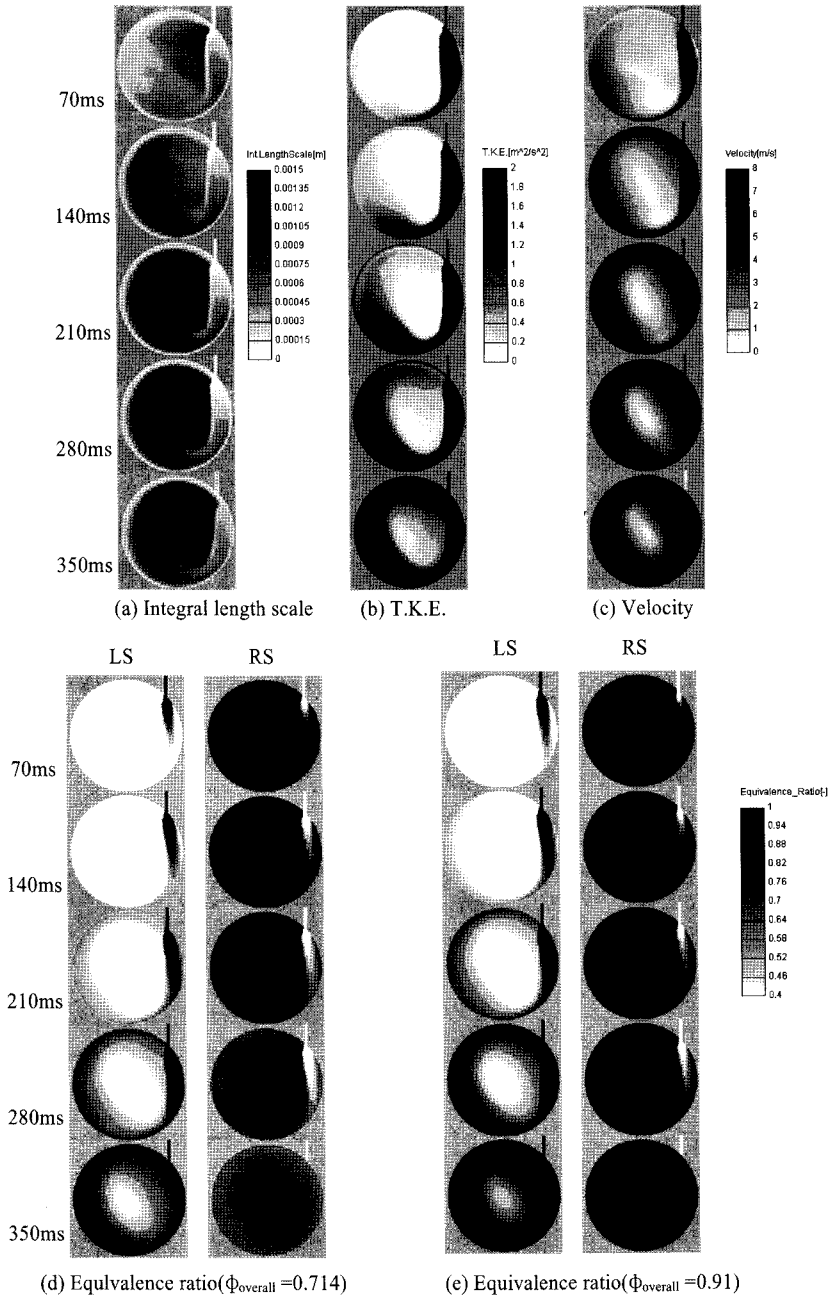 70ms
140ms
210ms
280ms
350ms
Int.LengthScale[m]
0.0015
0.00135
0.0012
0.00105
0.0009
0.00075
0.0006
0.00045
0.0003
0.00015
0
T.K.E.[m^2/s^2]
2
1.8
1.6
1.4
1.2
1
0.8
0.6
0.4
0.2
0
Velocity[m/s]
8
7
6
5
4
3
2
1
0
(a) Integral length scale
(b) T.K.E.
(c) Velocity
LS
RS
LS
RS
70ms
140ms
210ms
280ms
350ms
Equivalence_Ratio[-]
1
0.94
0.88
0.82
0.76
0.7
0.64
0.58
0.52
0.46
0.4
(d) Equlvalence ratio(ϕoverall =0.714)
(e) Equivalence ratio(ϕoverall =0.91)